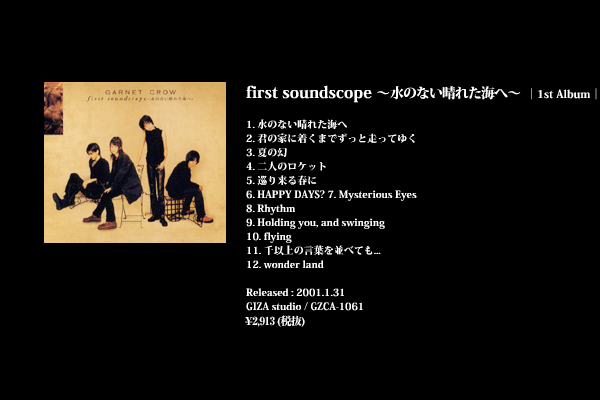 GARNET CROW
first soundscope ~水のない晴れた海へ~
first soundscope ～水のない晴れた海へ～ | 1st Album |
1. 水のない晴れた海へ
2. 君の家に着くまでずっと走ってゆく
3. 夏の幻
4. 二人のロケット
5. 巡り来る春に
6. HAPPY DAYS? 7. Mysterious Eyes
8. Rhythm
9. Holding you, and swinging
10. flying
11. 千以上の言葉を並べても...
12. wonder land
Released : 2001.1.31
GIZA studio / GZCA-1061
¥2,913 (税抜)